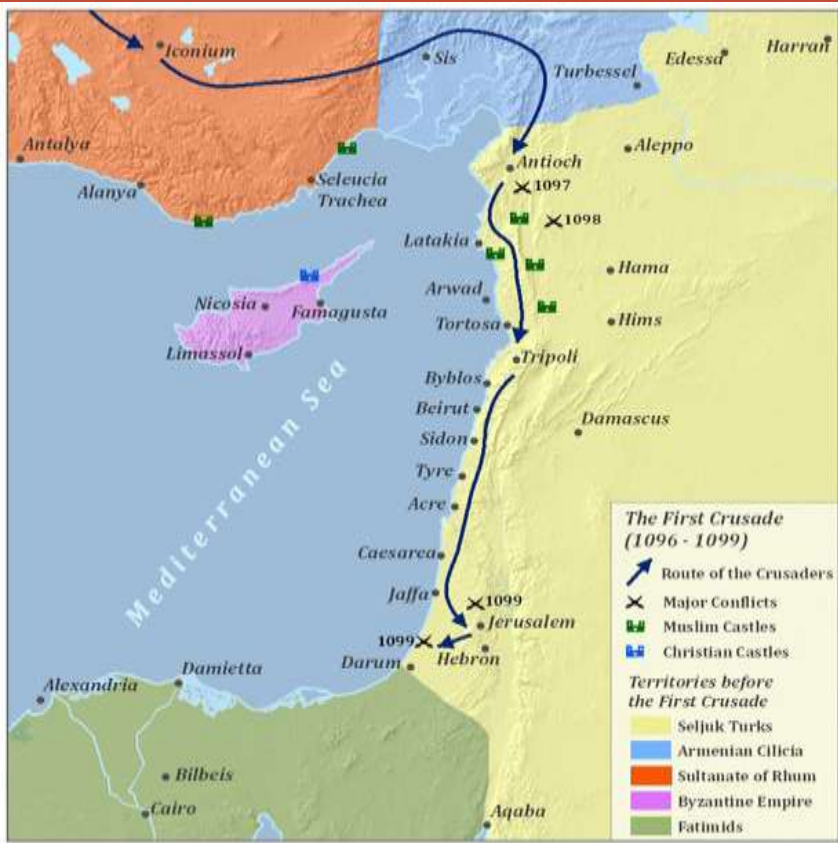 Iconium
Sis
Edessa
Harran
Turbessel
Antalya
Alanya
Seleucia
Trachea
Antioch
Aleppo
1097
1098
Latakia
Hama
Arwad
Nicosia
Famagusta
Tortosa
Hims
Limassol
Tripoli
Byblos
Beirut
Damascus
Sidon
Mediterranean Sea
Tyre
Acre
Caesarea
Jaffa
1099
Jerusalem
1099
Hebron
Darum
Damietta
Alexandria
Bilbeis
Cairo
Aqaba
The First Crusade
(1096 - 1099)
Route of the Crusaders
Major Conflicts
Muslim Castles
Christian Castles
Territories before
the First Crusade
Seljuk Turks
Armenian Cilicia
Sultanate of Rhum
Byzantine Empire
Fatimids